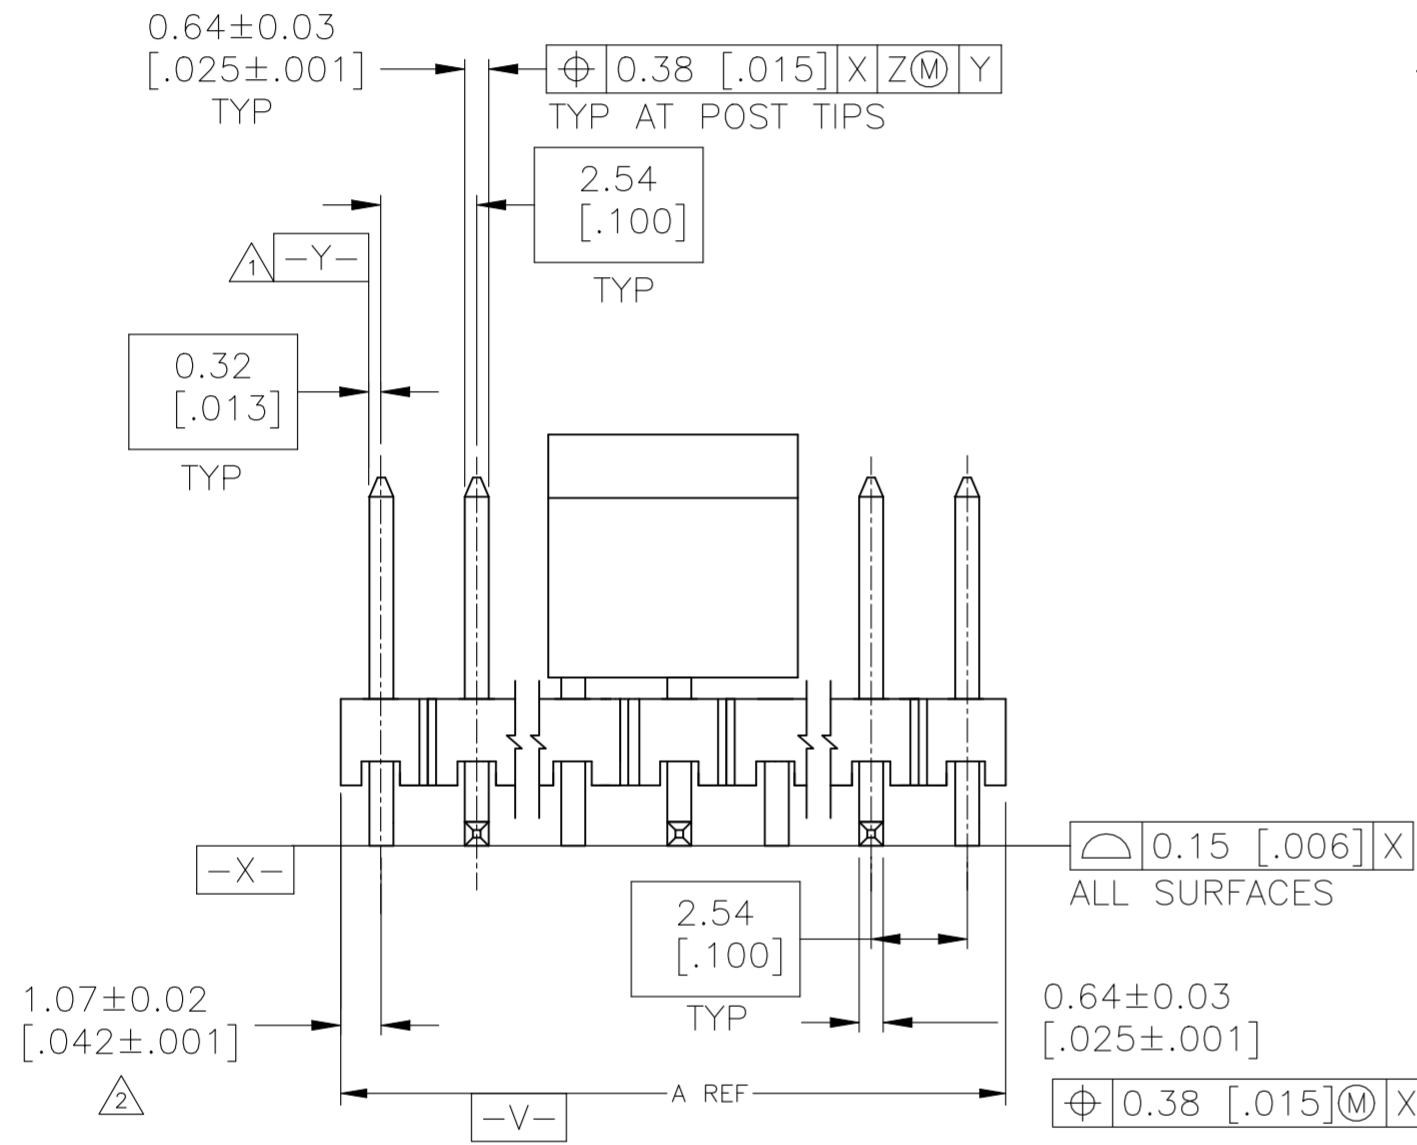 0.64±0.03
[.025±.001]
TYP
⌖ 0.38 [.015] X ZⓂ Y
TYP AT POST TIPS
2.54
[.100]
TYP
1 -Y-
0.32
[.013]
TYP
-X-
⌓ 0.15 [.006] X
ALL SURFACES
2.54
[.100]
TYP
1.07±0.02
[.042±.001]
2
0.64±0.03
[.025±.001]
A REF
-V-
⌖ 0.38 [.015]Ⓜ X